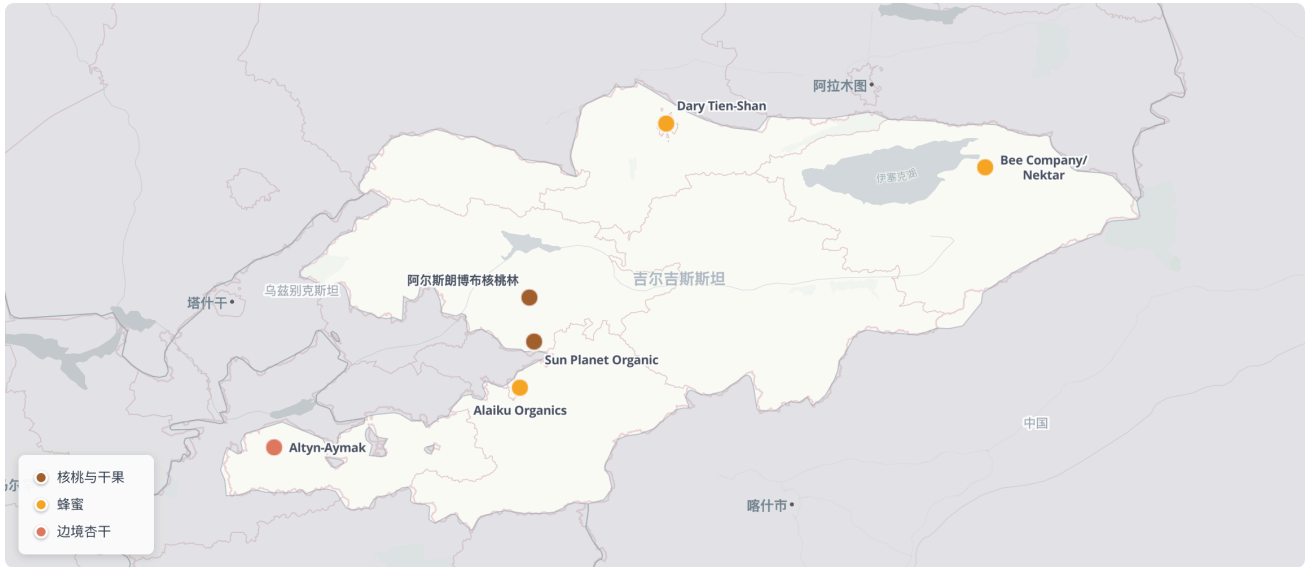 阿拉木图
Dary Tien-Shan
Bee Company/
Nektar
伊塞克湖
阿尔斯朗博布核桃林
吉尔吉斯斯坦
乌兹别克斯坦
塔什干
Sun Planet Organic
Alaiku Organics
中国
Altyn-Aymak
喀什市
核桃与干果
蜂蜜
边境杏干